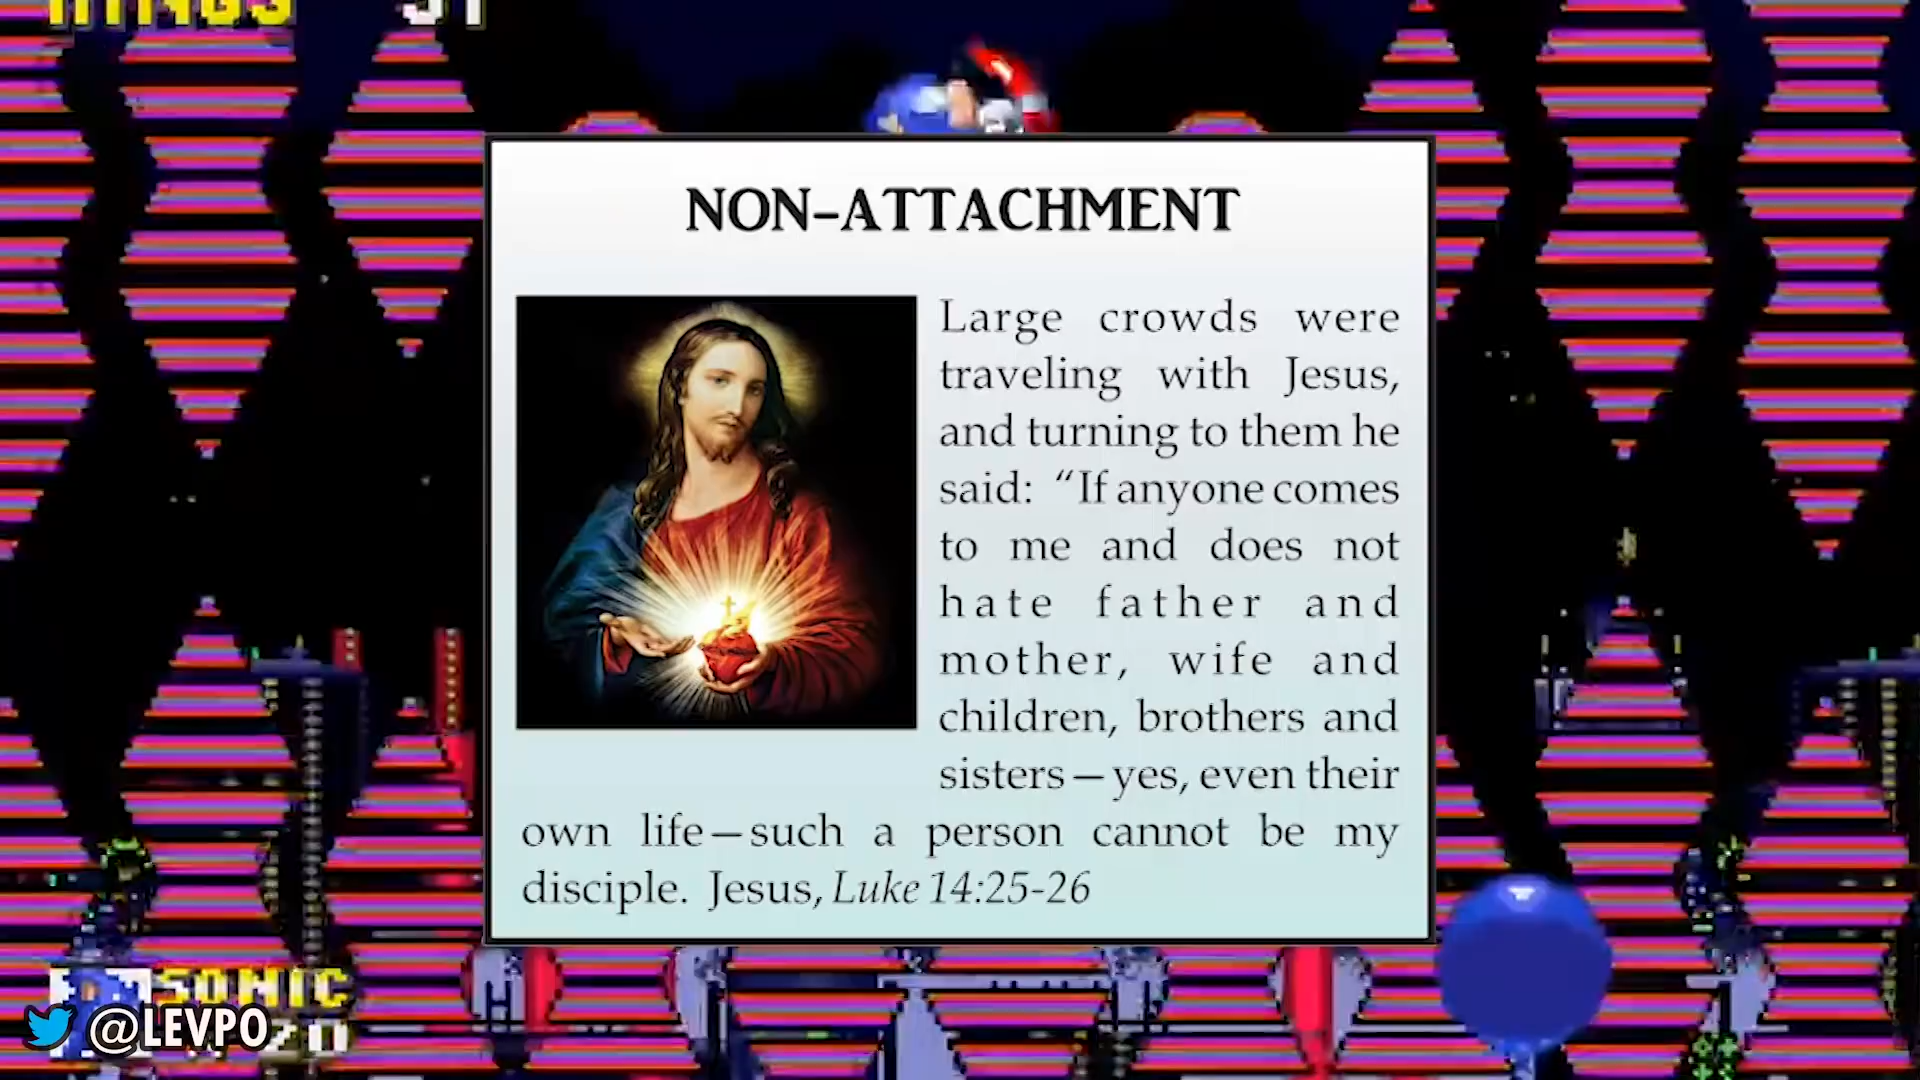 NON-ATTACHMENT
Large crowds were
traveling with Jesus,
and turning to them he
said: “If anyone comes
to me and does not
hate father and
mother, wife and
children, brothers and
sisters—yes, even their
own life—such a person cannot be my
disciple. Jesus, Luke 14:25-26
SONIC
@LEVPO